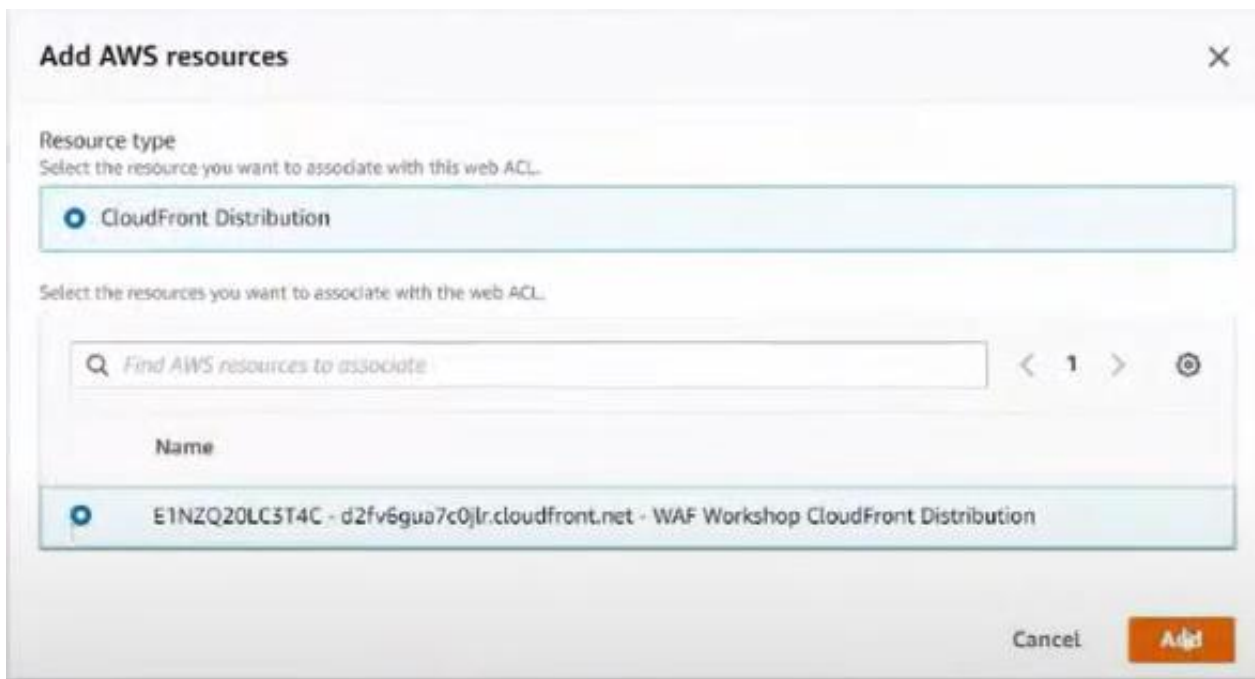 Add AWS resources
Resource type
Select the resource you want to associate with this web ACL.
CloudFront Distribution
Select the resources you want to associate with the web ACL.
Find AWS resources to associate
1
Name
E1NZQ20LC3T4C - d2fv6gua7c0jlr.cloudfront.net - WAF Workshop CloudFront Distribution
Cancel Add